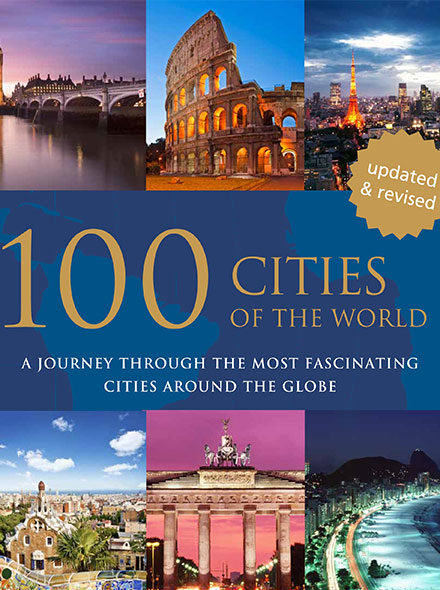 updated
& revised
100 CITIES
OF THE WORLD
A JOURNEY THROUGH THE MOST FASCINATING
CITIES AROUND THE GLOBE